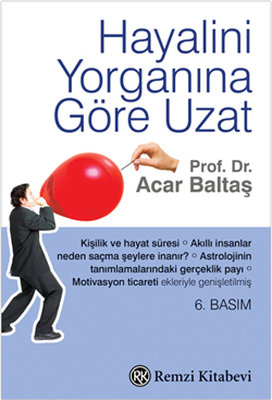 Hayalini
Yorganına
Göre Uzat
Prof. Dr.
Acar Baltaş
Kişilik ve hayat süresi ○ Akıllı insanlar
neden saçma şeylere inanır? ○ Astrolojinin
tanımlamalarındaki gerçeklik payı ○
Motivasyon ticareti ekleriyle genişletilmiş
6. BASIM
RK Remzi Kitabevi